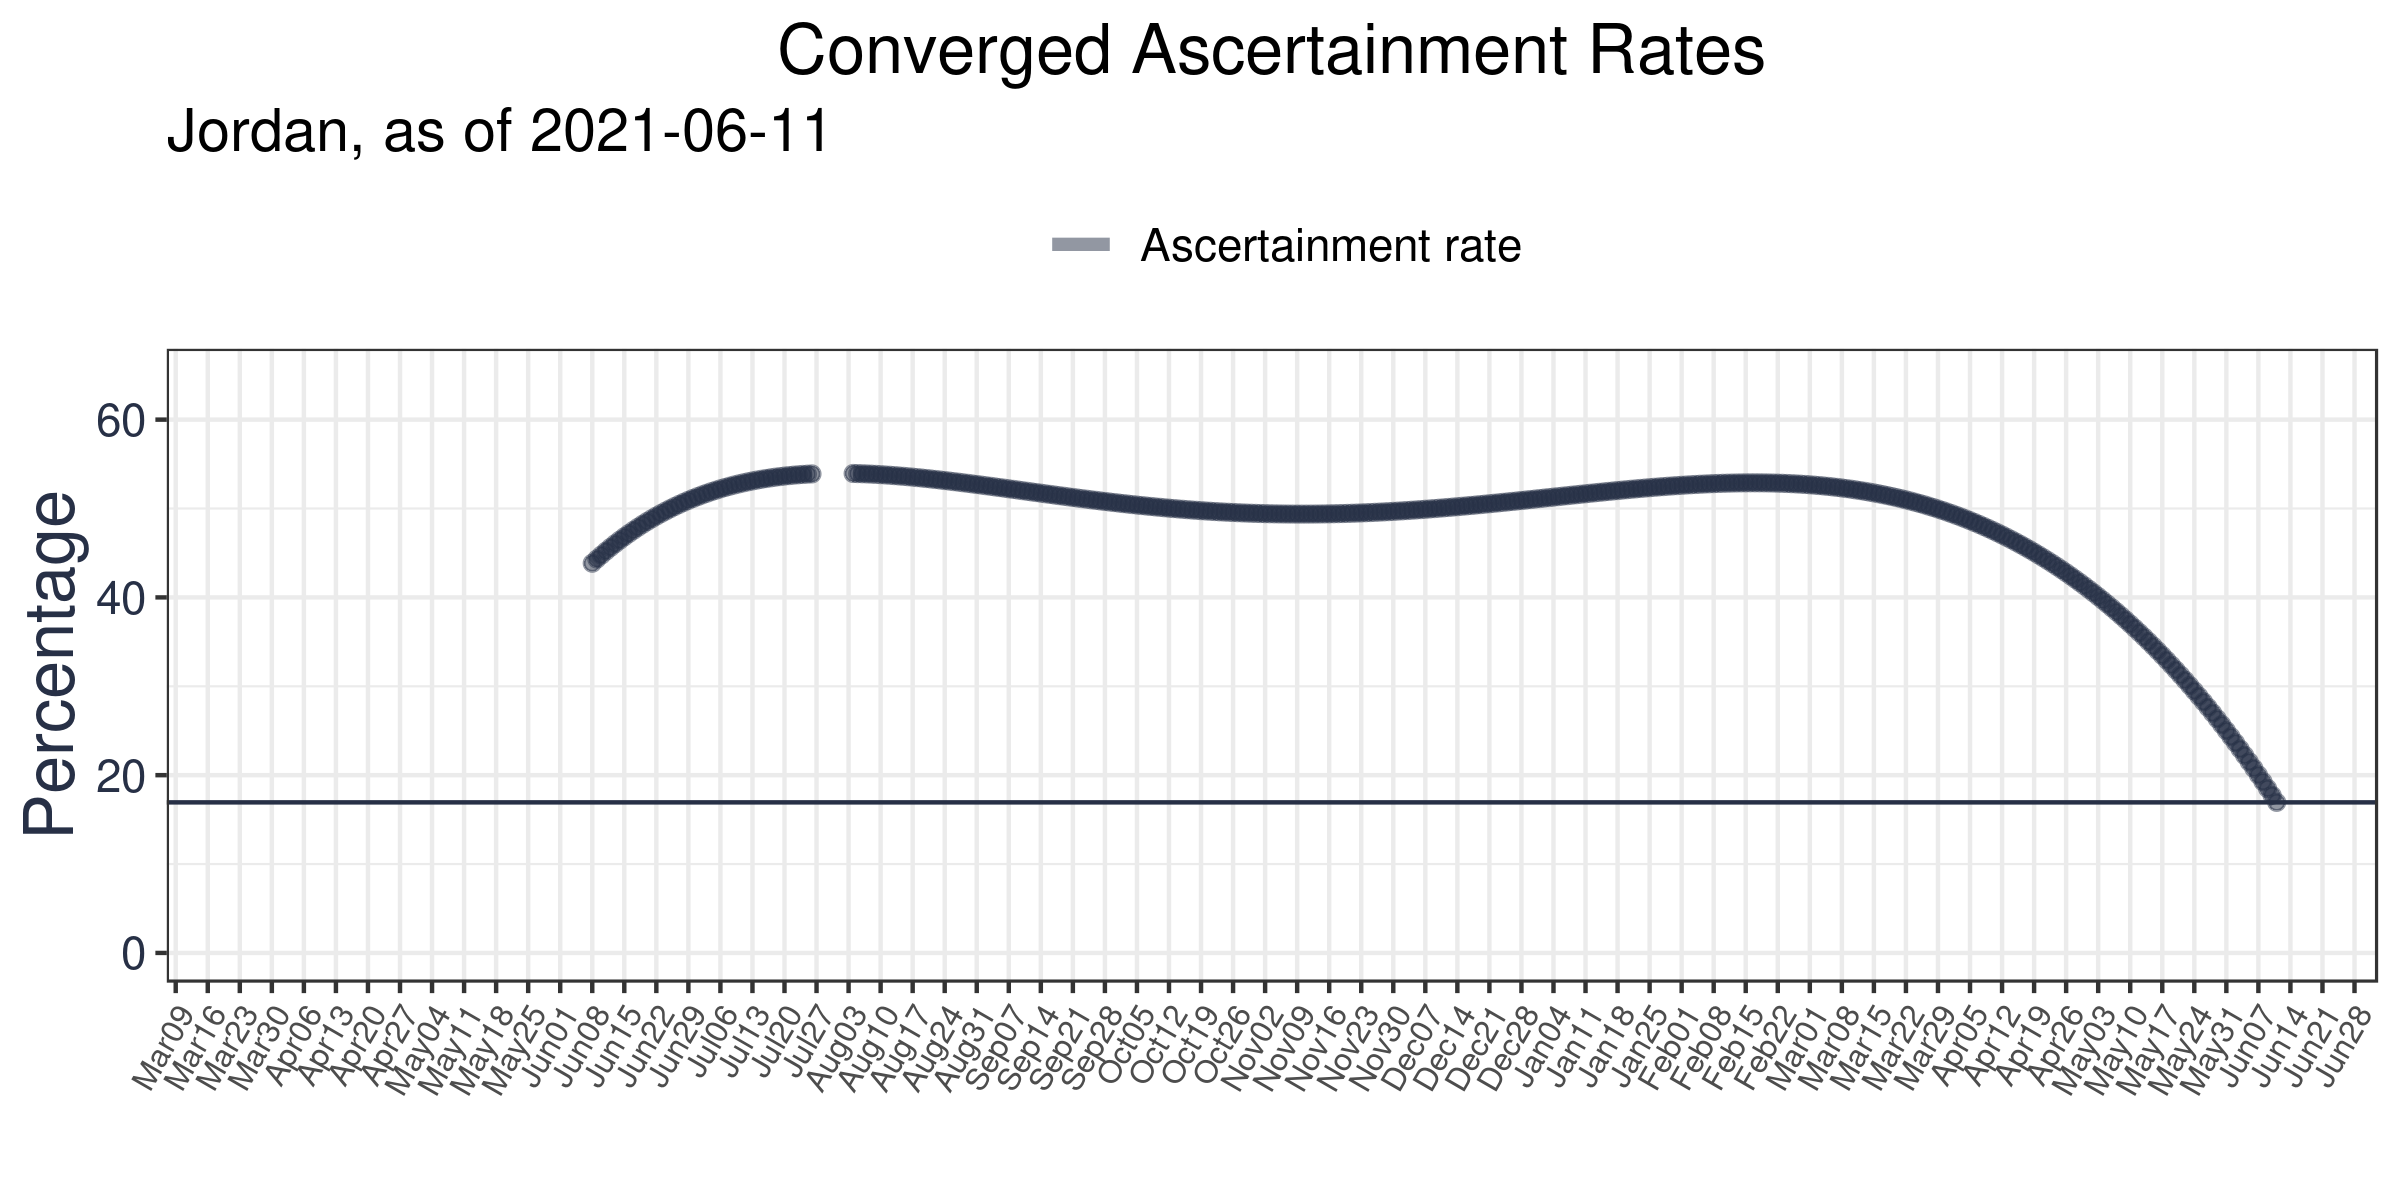 Converged Ascertainment Rates
Jordan, as of 2021-06-11
Ascertainment rate
Percentage
60
40
20
0
Mar09
Mar16
Mar23
Mar30
Apr06
Apr13
Apr20
Apr27
May04
May11
May18
May25
Jun01
Jun08
Jun15
Jun22
Jun29
Jul06
Jul13
Jul20
Jul27
Aug03
Aug10
Aug17
Aug24
Aug31
Sep07
Sep14
Sep21
Sep28
Oct05
Oct12
Oct19
Oct26
Nov02
Nov09
Nov16
Nov23
Nov30
Dec07
Dec14
Dec21
Dec28
Jan04
Jan11
Jan18
Jan25
Feb01
Feb08
Feb15
Feb22
Mar01
Mar08
Mar15
Mar22
Mar29
Apr05
Apr12
Apr19
Apr26
May03
May10
May17
May24
May31
Jun07
Jun14
Jun21
Jun28